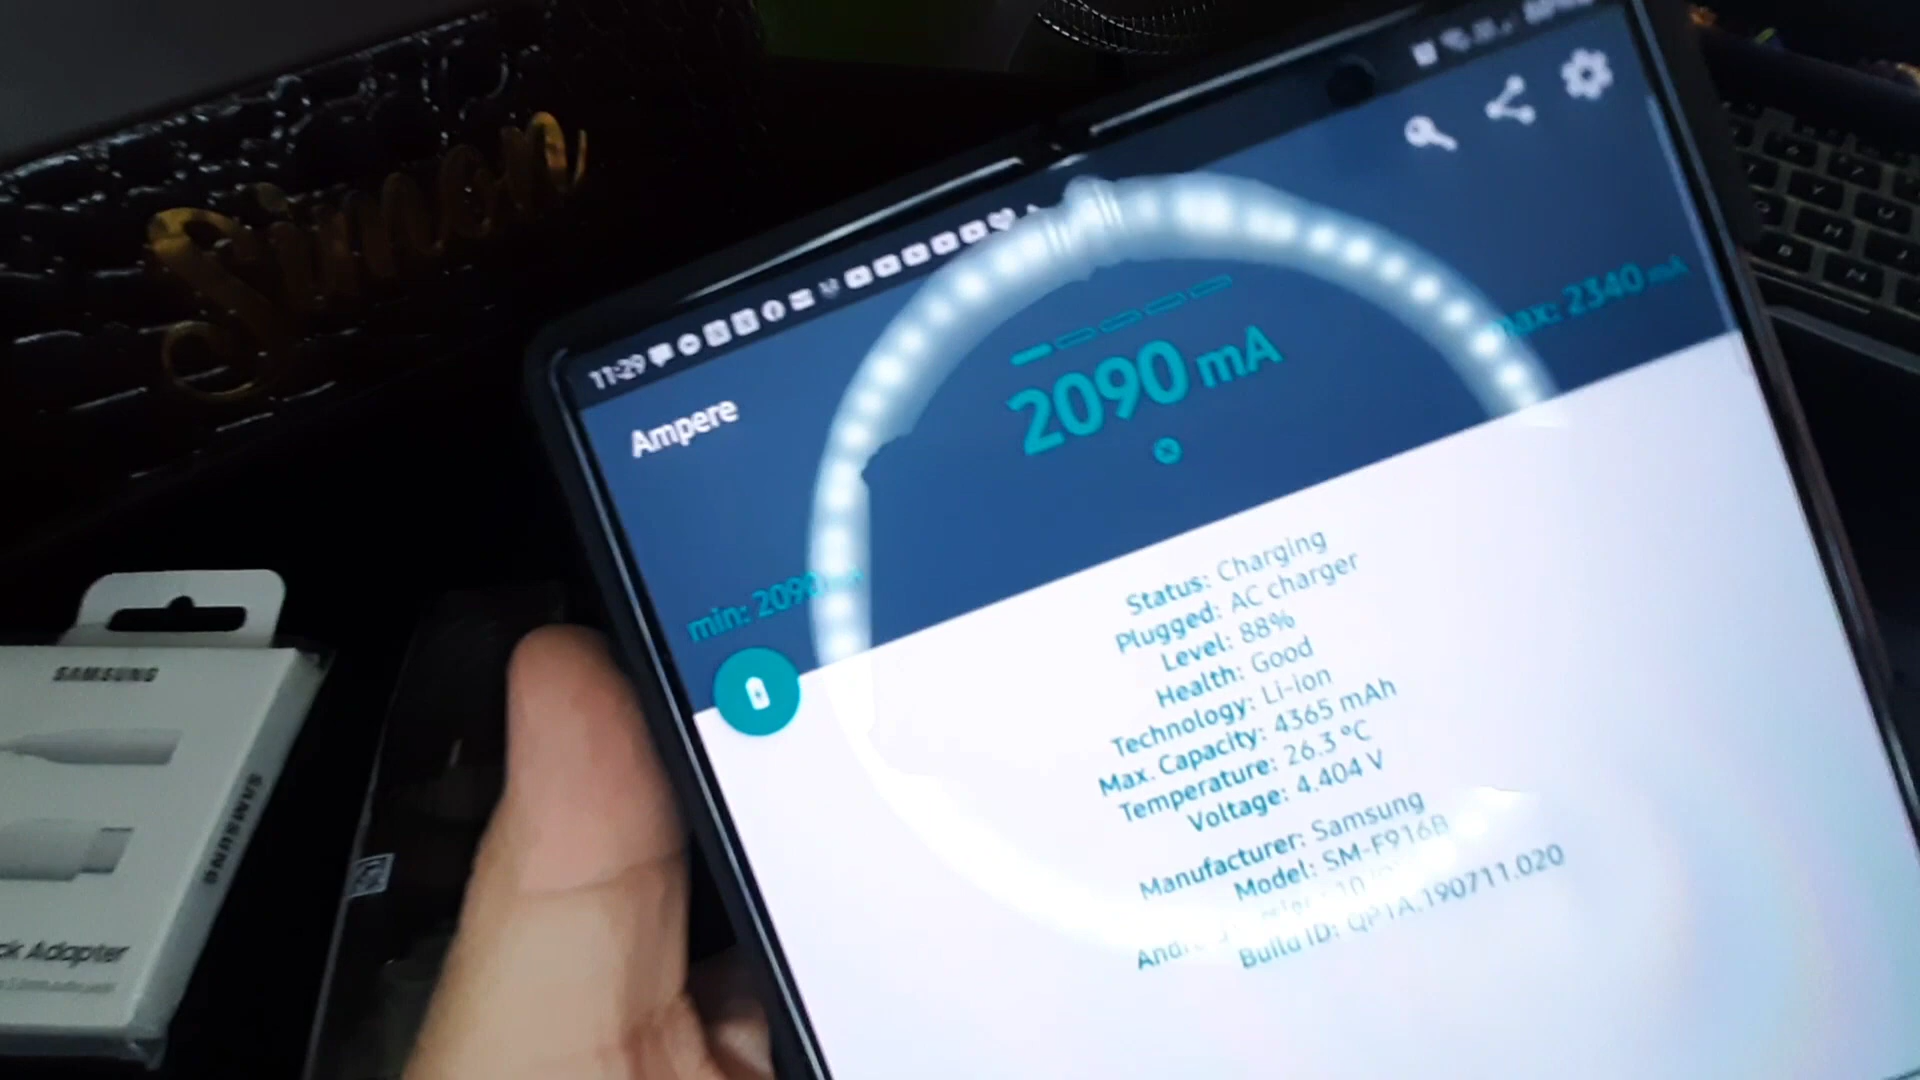 Simon
11:29
Ampere
2090 mA
max: 2340 mA
min: 2090
Status: Charging
Plugged: AC charger
Level: 88%
Health: Good
Technology: Li-ion
Max. Capacity: 4365 mAh
Temperature: 26.3 °C
Voltage: 4.404 V
Manufacturer: Samsung
Model: SM-F916B
10
Build ID: QP1A.190711.020
SAMSUNG
SAMSUNG
Adapter